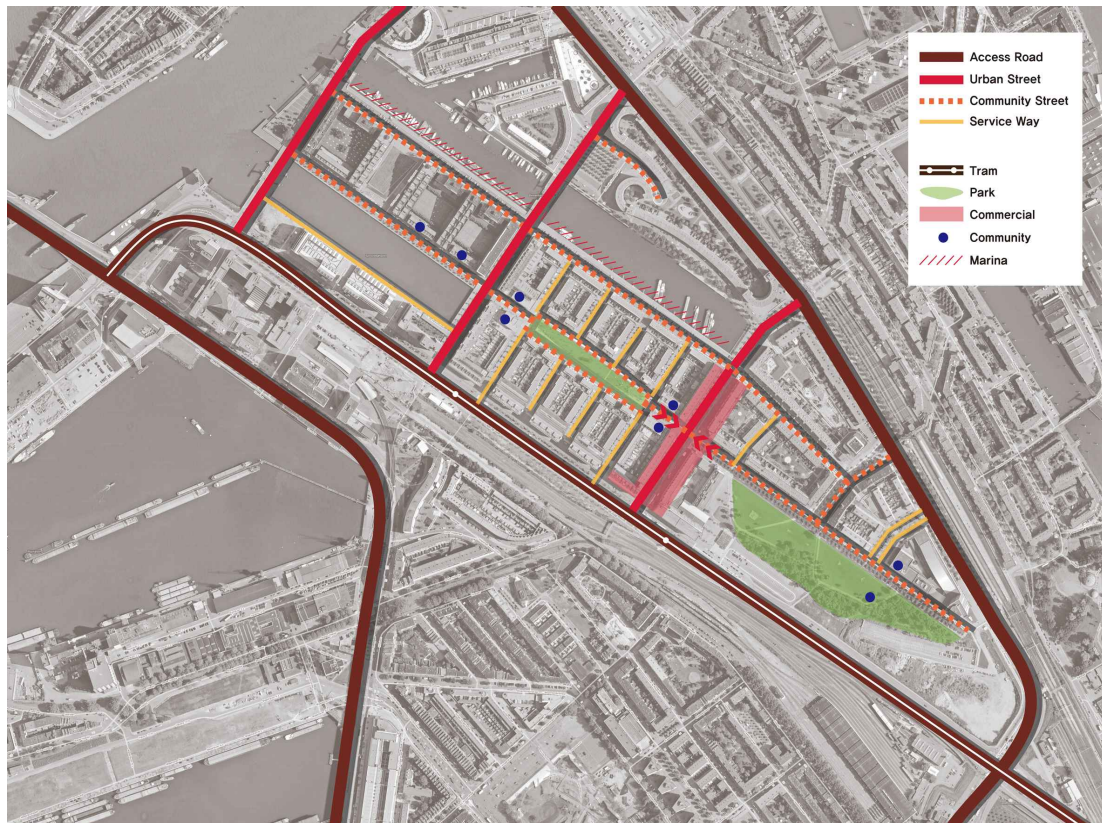 Access Road
Urban Street
Community Street
Service Way
Tram
Park
Commercial
Community
Marina